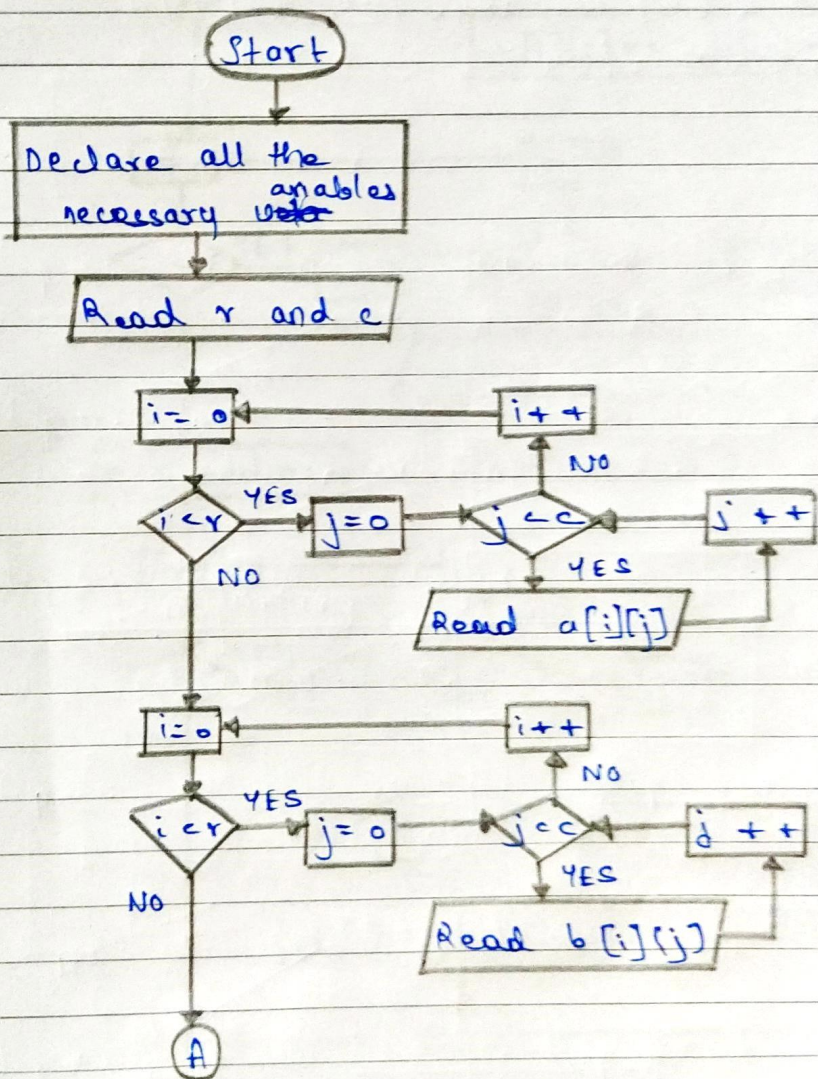 Start
Declare all the
anables
necessary
Read r and c
i = 0
i + +
NO
i < r
YES
j = 0
j < c
j + +
NO
YES
Read a[i][j]
i = 0
i + +
NO
i < r
YES
j = 0
j < c
j + +
YES
NO
Read b[i][j]
A